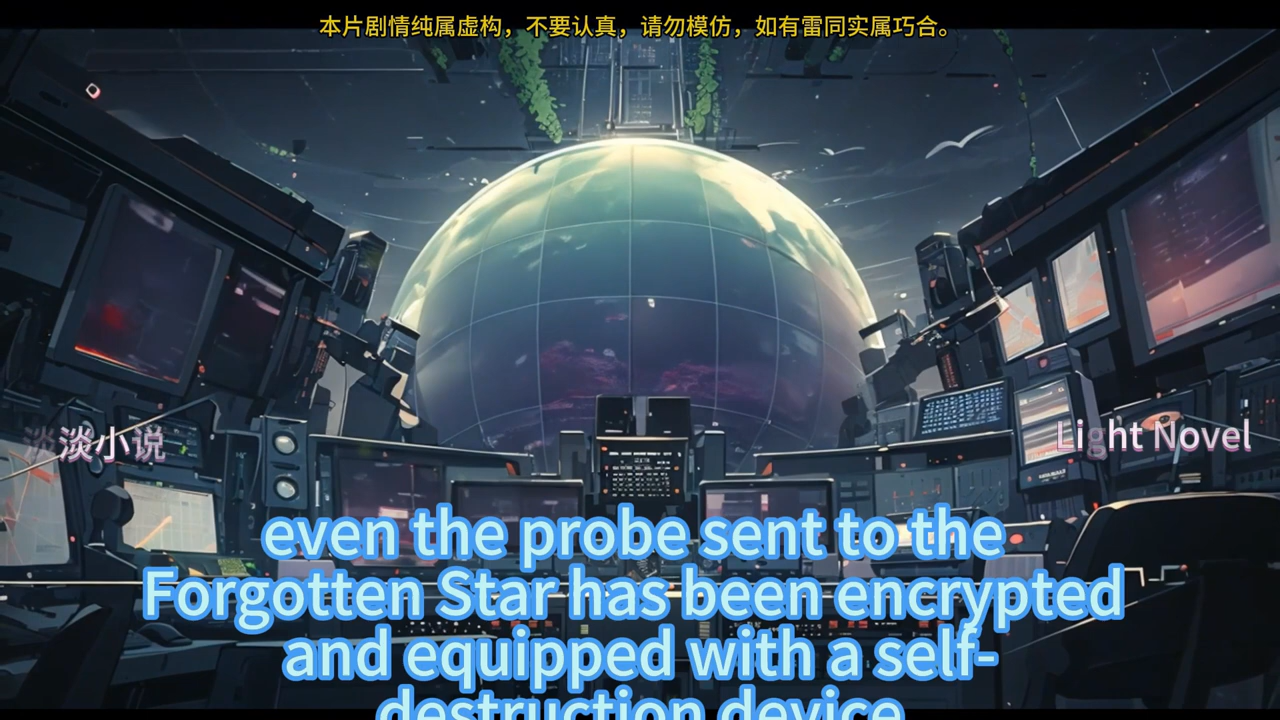 本片剧情纯属虚构，不要认真，请勿模仿，如有雷同实属巧合。
淡淡小说
Light Novel
even the probe sent to the
Forgotten Star has been encrypted
and equipped with a self-
destruction device